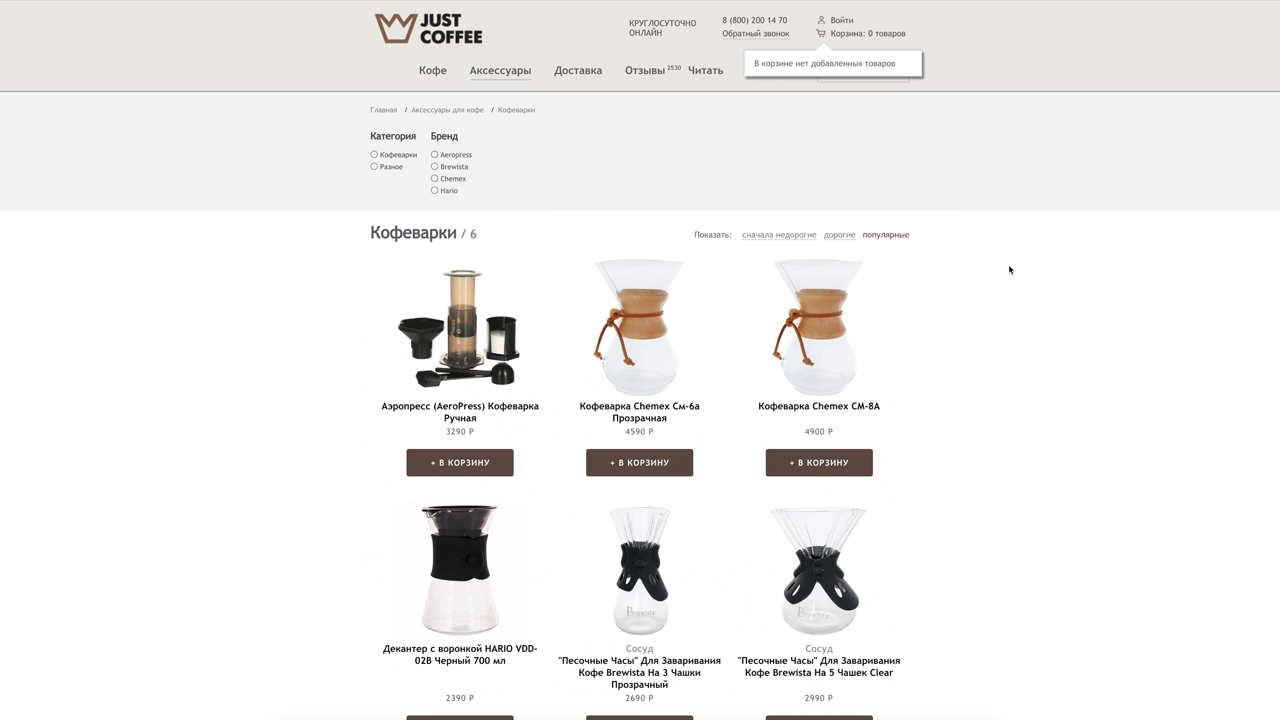 JUST
COFFEE
КРУГЛОСУТОЧНО
ОНЛАЙН
8 (800) 200 14 70
Обратный звонок
Войти
Корзина: 0 товаров
В корзине нет добавленных товаров
Кофе
Аксессуары
Доставка
Отзывы 2530
Читать
Главная / Аксессуары для кофе / Кофеварки
Категория
Кофеварки
Разное
Бренд
Aeropress
Brewista
Chemex
Hario
Кофеварки / 6
Показать: сначала недорогие дорогие популярные
Аэропресс (AeroPress) Кофеварка
Ручная
3290 Р
+ В КОРЗИНУ
Кофеварка Chemex См-6а
Прозрачная
4590 Р
+ В КОРЗИНУ
Кофеварка Chemex CM-8A
4900 Р
+ В КОРЗИНУ
Декантер с воронкой HARIO VDD-
02B Черный 700 мл
2390 Р
Brewista
Сосуд
"Песочные Часы" Для Заваривания
Кофе Brewista На 3 Чашки
Прозрачный
2690 Р
Brewista
Сосуд
"Песочные Часы" Для Заваривания
Кофе Brewista На 5 Чашек Clear
2990 Р